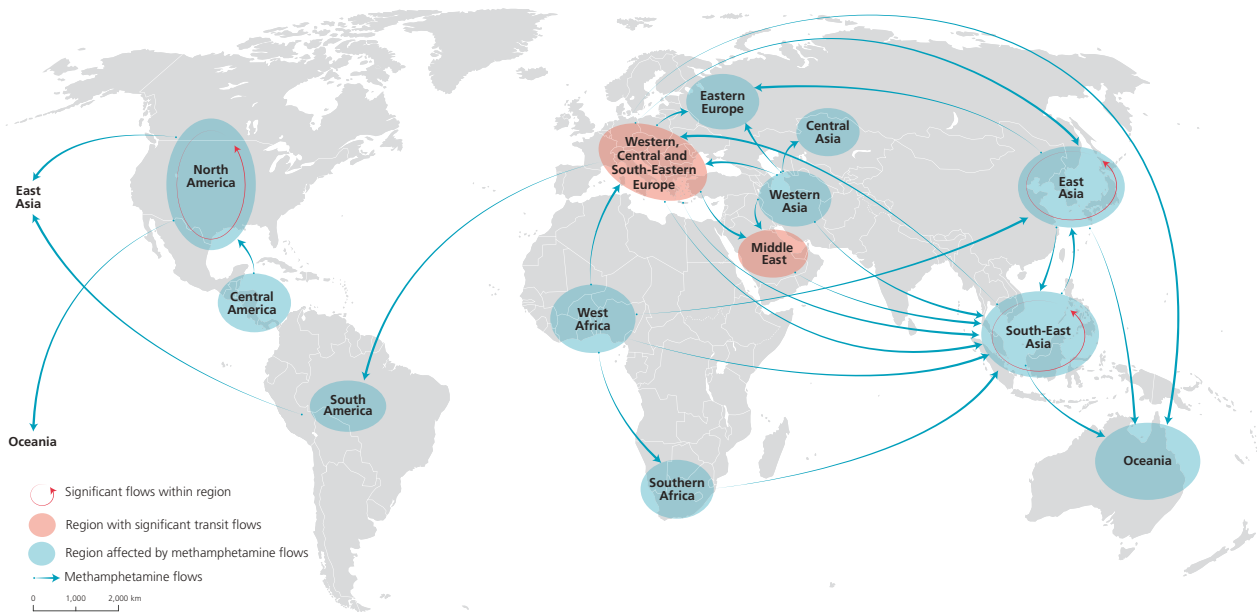 Eastern
Europe
Central
Asia
Western,
Central and
South-Eastern
Europe
North
America
East
Asia
East
Asia
Western
Asia
Middle
East
Central
America
West
Africa
South-East
Asia
South
America
Oceania
Oceania
Southern
Africa
Significant flows within region
Region with significant transit flows
Region affected by methamphetamine flows
Methamphetamine flows
0 1,000 2,000 km